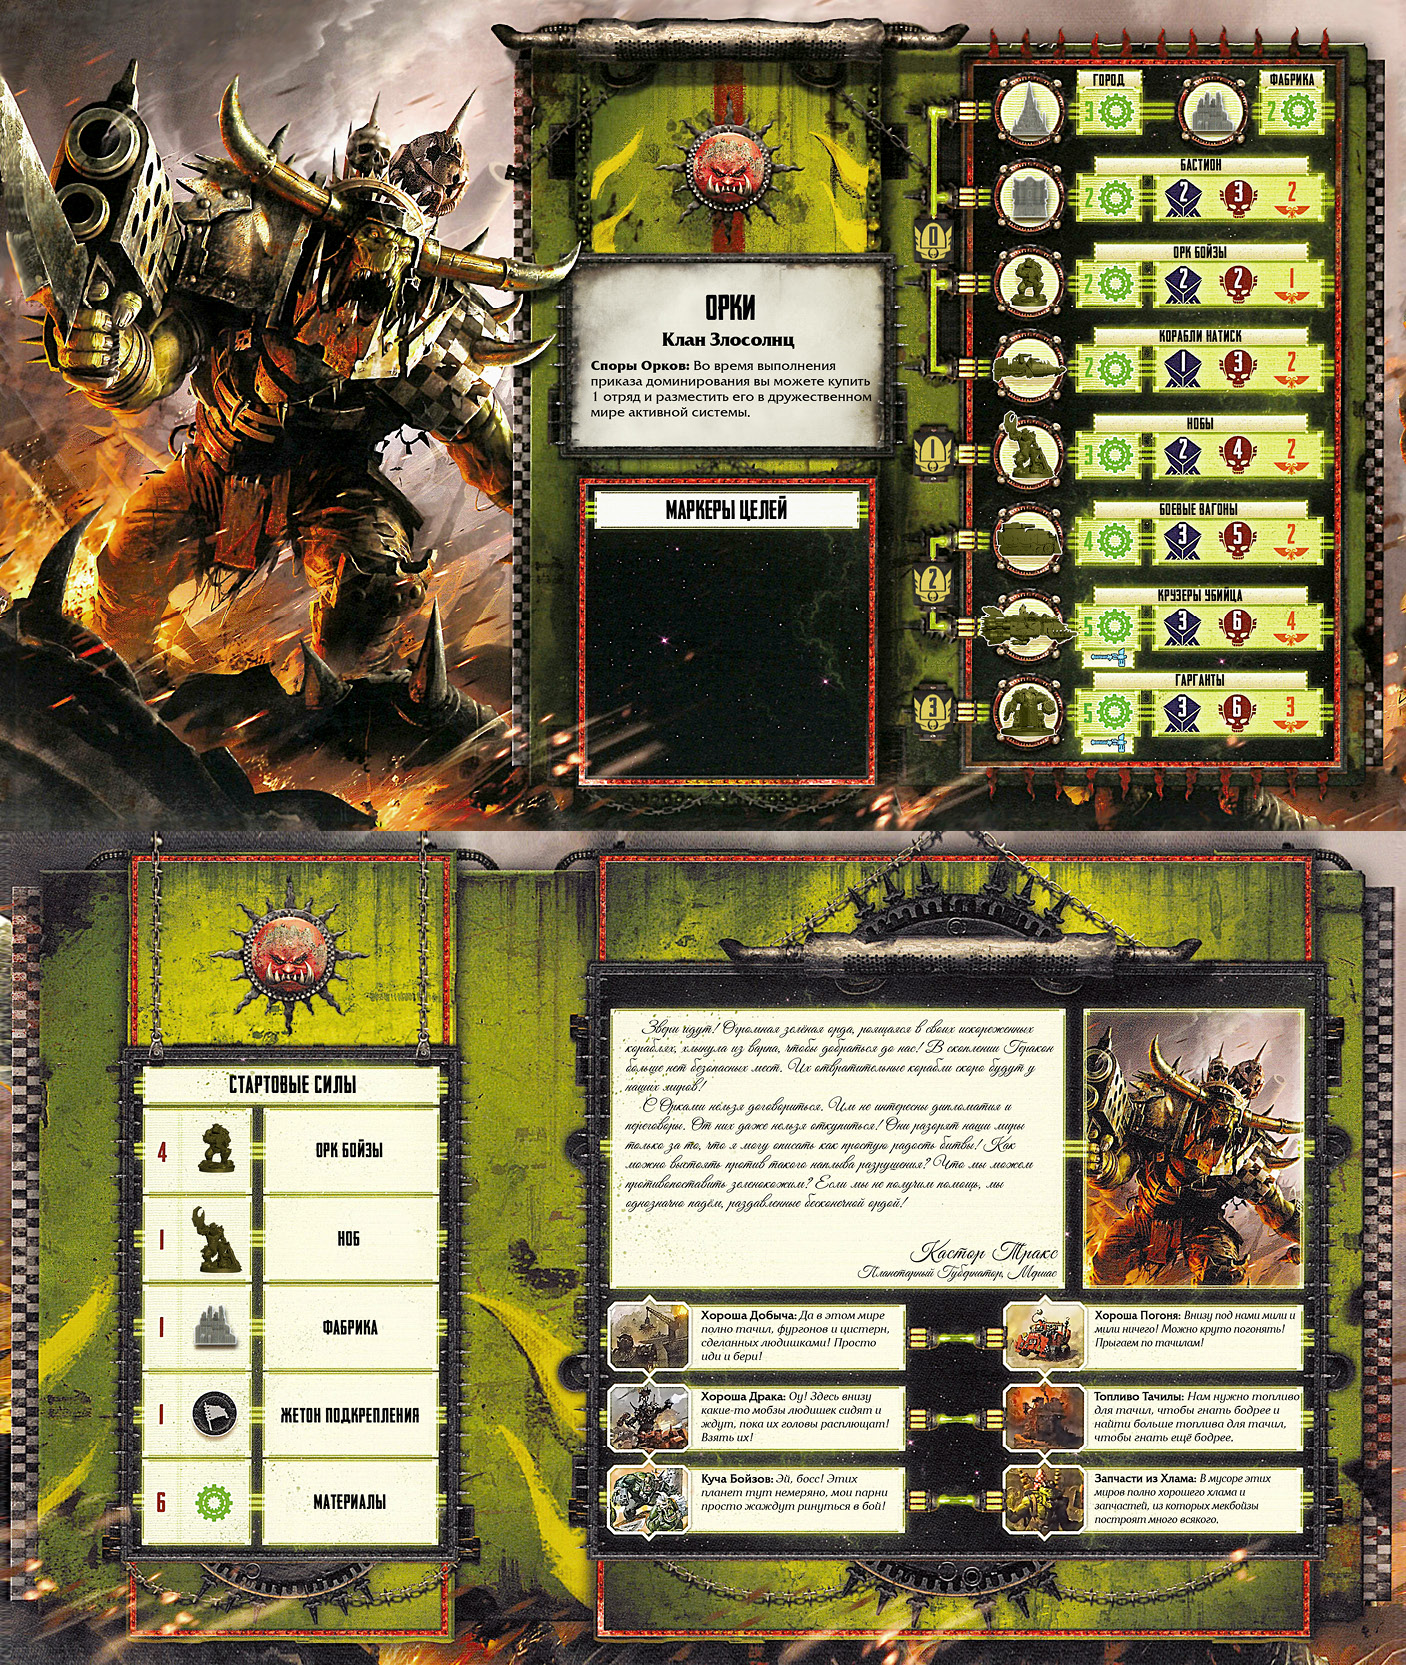 ОРКИ
Клан Злосолнц
Споры Орков: Во время выполнения
приказа доминирования вы можете купить
1 отряд и разместить его в дружественном
мире активной системы.
МАРКЕРЫ ЦЕЛЕЙ
ГОРОД
3
ФАБРИКА
2
БАСТИОН
2 2 3 2
0
ОРК БОЙЗЫ
2 2 2 1
КОРАБЛИ НАТИСК
2 1 3 2
НОБЫ
1
3 2 4 2
БОЕВЫЕ ВАГОНЫ
4 3 5 2
2
КРУЗЕРЫ УБИЙЦА
5 3 6 4
ГАРГАНТЫ
3
5 3 6 3
СТАРТОВЫЕ СИЛЫ
4 ОРК БОЙЗЫ
1 НОБ
1 ФАБРИКА
1 ЖЕТОН ПОДКРЕПЛЕНИЯ
6 МАТЕРИАЛЫ
Звери идут! Огромная зелёная орда, роящаяся в своих искореженных
кораблях, хлынула из варпа, чтобы добраться до нас! В скоплении Геракон
больше нет безопасных мест. Их отвратительные корабли скоро будут у
наших миров!
С Орками нельзя договориться. Им не интересны дипломатия и
переговоры. От них даже нельзя откупиться! Они разорят наши миры
только за то, что я могу описать как простую радость битвы! Как
можно выстоять против такого наплыва разрушения? Что мы можем
противопоставить зеленокожим? Если мы не получим помощь, мы
однозначно падём, раздавленные бесконечной ордой!
Кастор Тракс
Планетарный Губернатор, Мериас
Хороша Добыча: Да в этом мире
полно тачил, фургонов и цистерн,
сделанных людишками! Просто
иди и бери!
Хороша Погоня: Внизу под нами мили и
мили ничего! Можно круто погонять!
Прыгаем по тачилам!
Хороша Драка: Оу! Здесь внизу
какие-то мобзы людишек сидят и
ждут, пока их головы расплющат!
Взять их!
Топливо Тачилы: Нам нужно топливо
для тачил, чтобы гнать бодрее и
найти больше топлива для тачил,
чтобы гнать ещё бодрее.
Куча Бойзов: Эй, босс! Этих
планет тут немеряно, мои парни
просто жаждут ринуться в бой!
Запчасти из Хлама: В мусоре этих
миров полно хорошего хлама и
запчастей, из которых мекбойзы
построят много всякого.